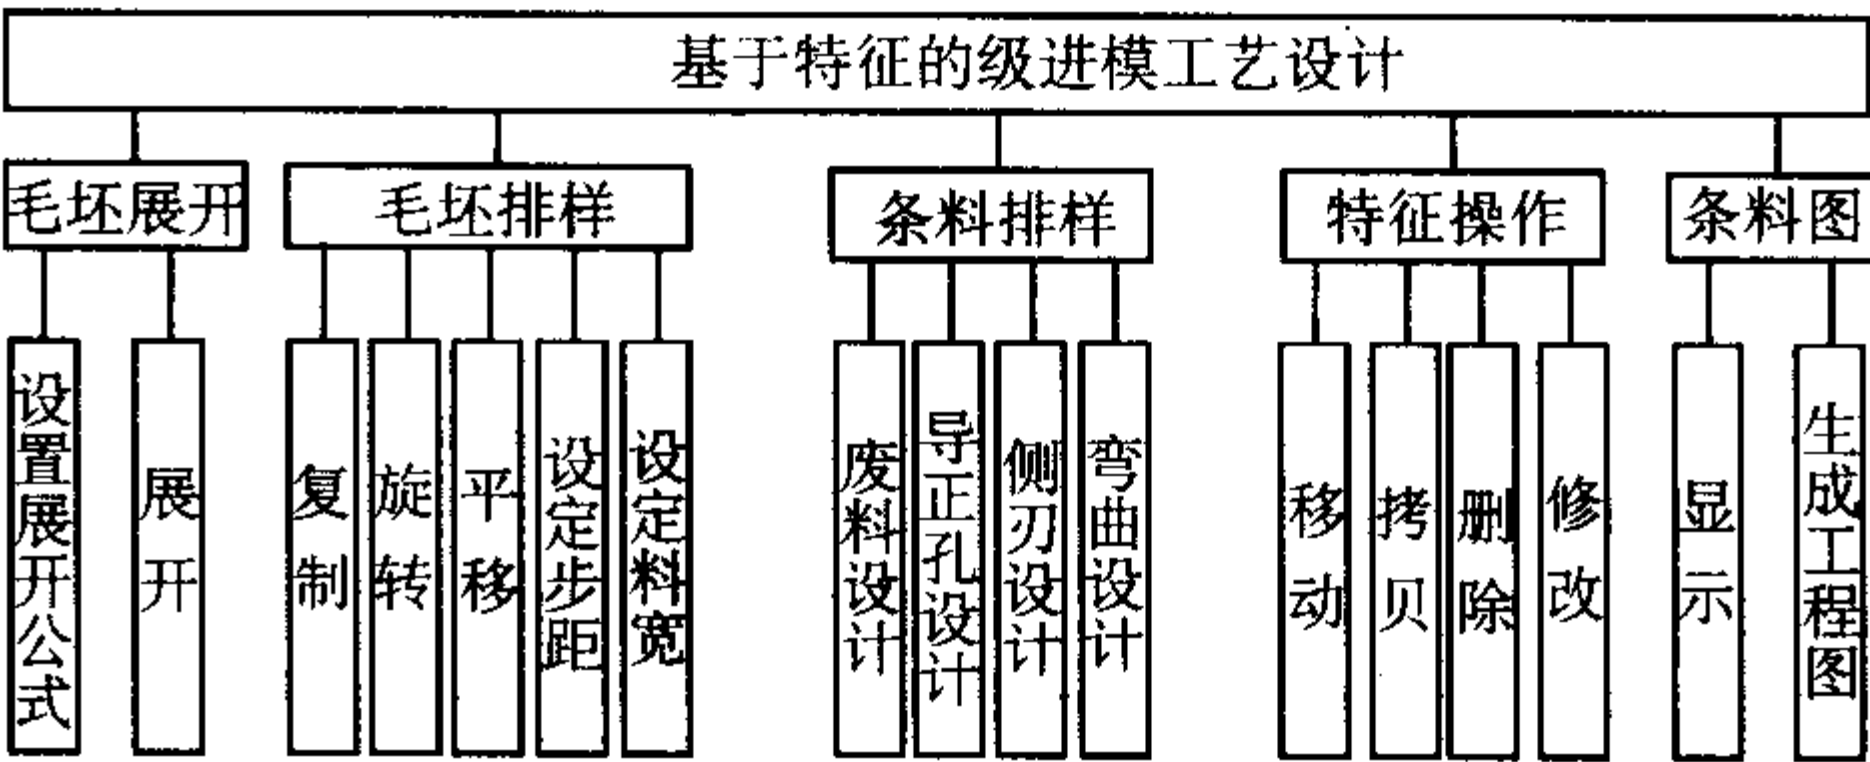 基于特征的级进模工艺设计
毛坯展开
毛坯排样
条料排样
特征操作
条料图
设置展开公式
展开
复制
旋转
平移
设定步距
设定料宽
废料设计
导正孔设计
侧刃设计
弯曲设计
移动
拷贝
删除
修改
显示
生成工程图